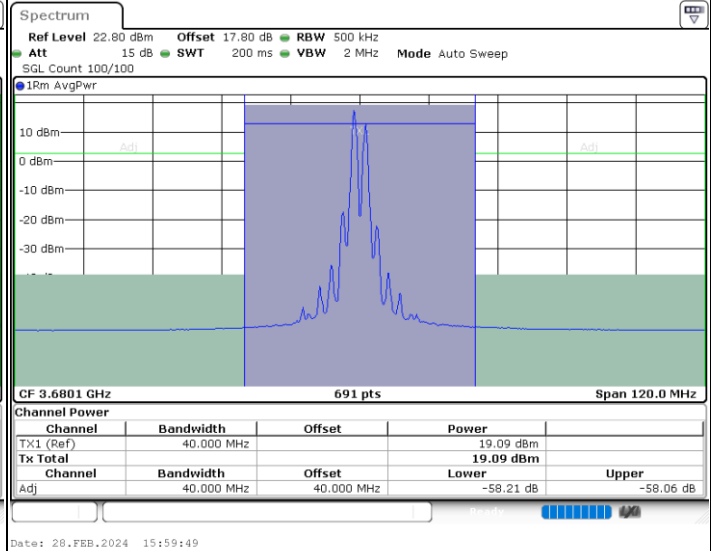 Spectrum
Ref Level 22.80 dBm Offset 17.80 dB RBW 500 kHz
Att 15 dB SWT 200 ms VBW 2 MHz Mode Auto Sweep
SGL Count 100/100
1Rm AvgPwr
10 dBm
Adj Adj
0 dBm
-10 dBm
-20 dBm
-30 dBm
CF 3.6801 GHz 691 pts Span 120.0 MHz
Channel Power
Channel Bandwidth Offset Power
TX1 (Ref) 40.000 MHz 19.09 dBm
Tx Total 19.09 dBm
Channel Bandwidth Offset Lower Upper
Adj 40.000 MHz 40.000 MHz -58.21 dB -58.06 dB
Ready
Date: 28.FEB.2024 15:59:49